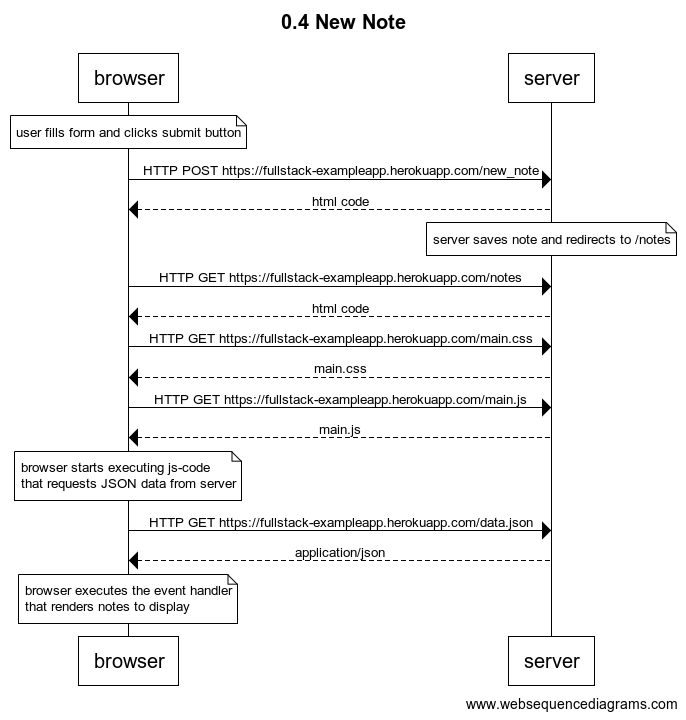 0.4 New Note
browser
server
user fills form and clicks submit button
HTTP POST https://fullstack-exampleapp.herokuapp.com/new_note
html code
server saves note and redirects to /notes
HTTP GET https://fullstack-exampleapp.herokuapp.com/notes
html code
HTTP GET https://fullstack-exampleapp.herokuapp.com/main.css
main.css
HTTP GET https://fullstack-exampleapp.herokuapp.com/main.js
main.js
browser starts executing js-code
that requests JSON data from server
HTTP GET https://fullstack-exampleapp.herokuapp.com/data.json
application/json
browser executes the event handler
that renders notes to display
browser
server
www.websequencediagrams.com